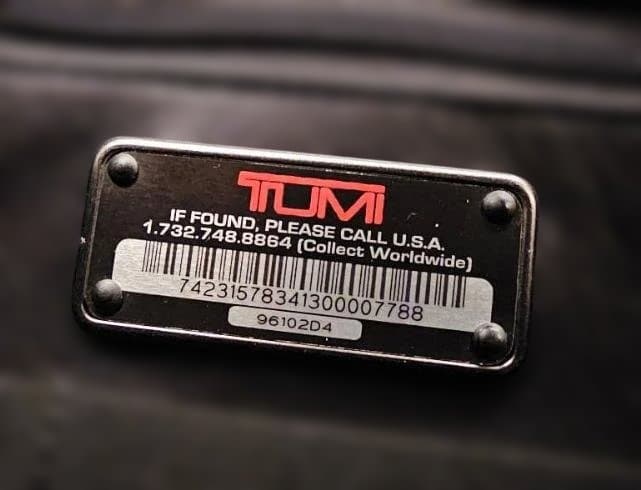 TUMI
IF FOUND, PLEASE CALL U.S.A.
1.732.748.8864 (Collect Worldwide)
74231578341300007788
96102D4